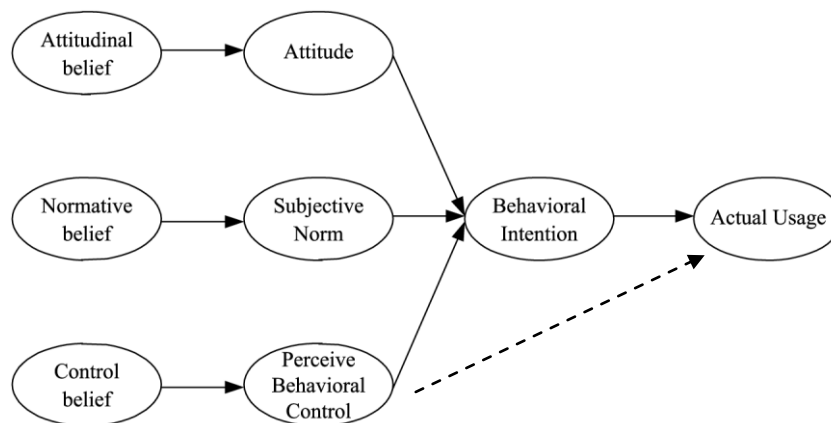 Attitudinal
belief
Attitude
Normative
belief
Subjective
Norm
Behavioral
Intention
Actual Usage
Control
belief
Perceive
Behavioral
Control